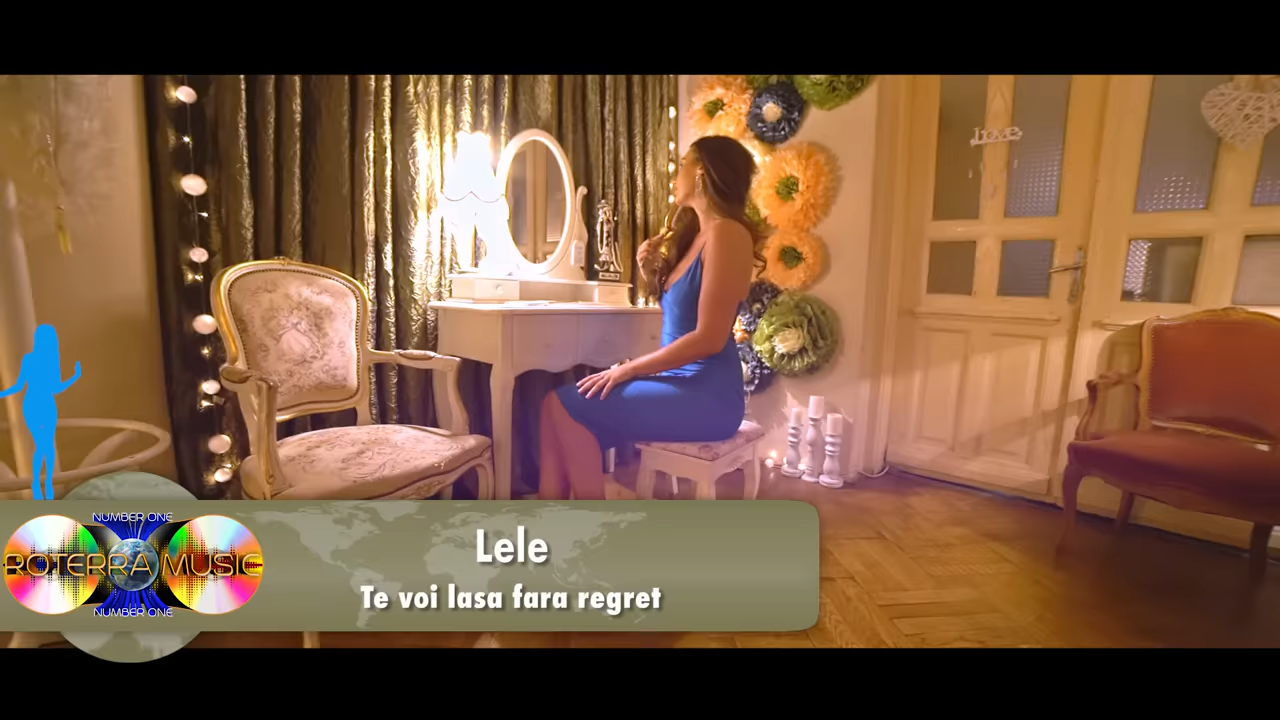 Love
NUMBER ONE
ROTERRA MUSIC
NUMBER ONE
Lele
Te voi lasa fara regret